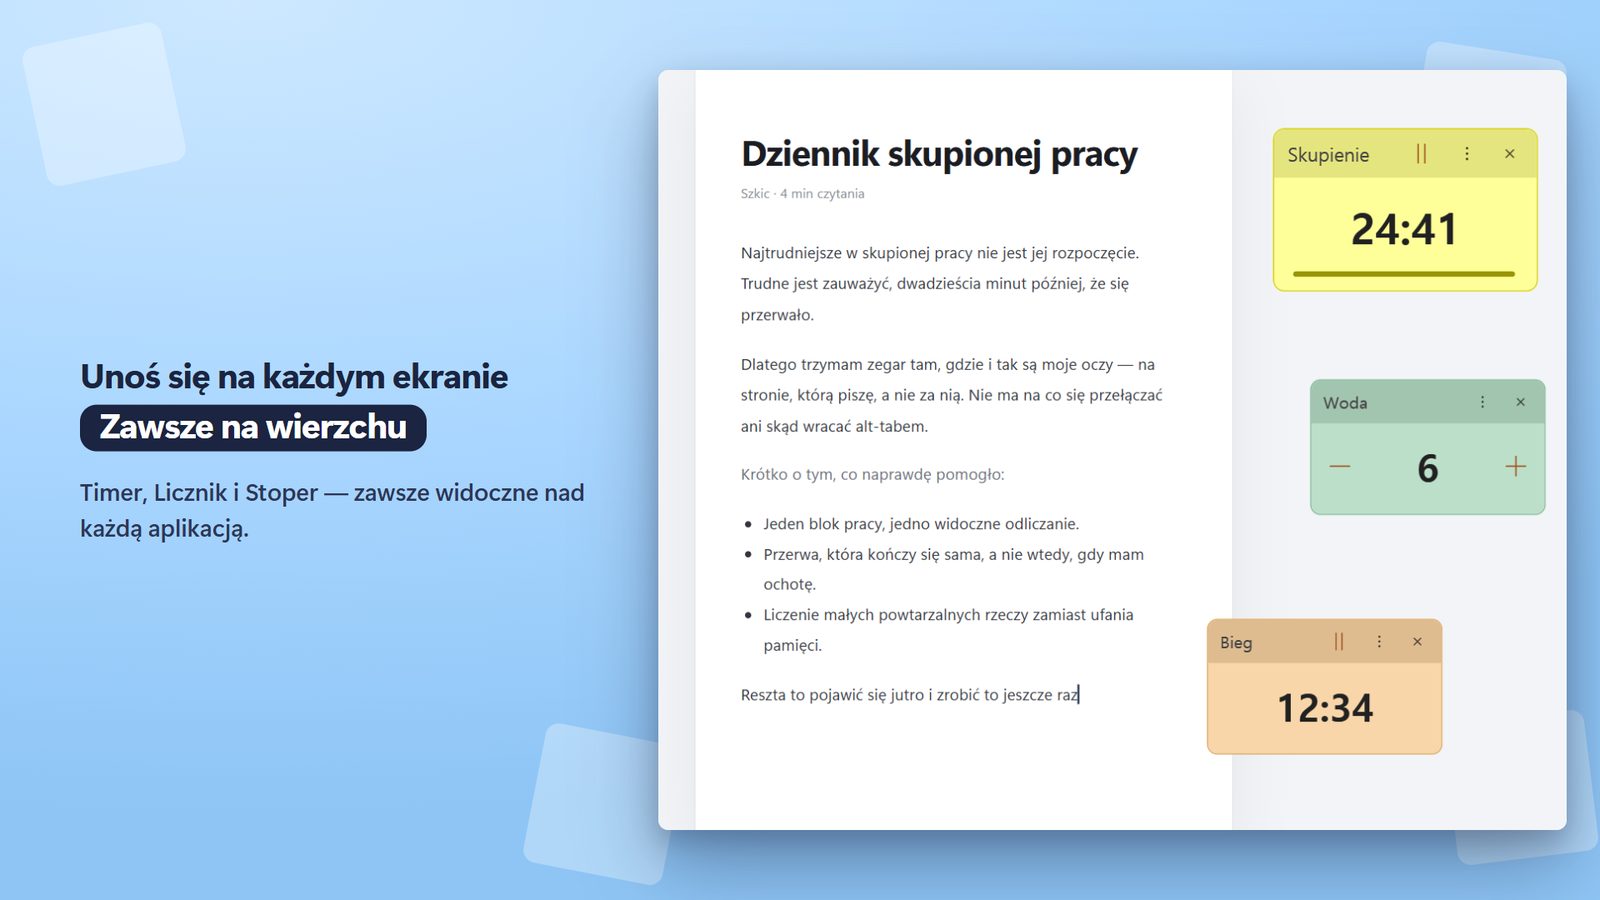 Unoś się na każdym ekranie
Zawsze na wierzchu
Timer, Licznik i Stoper — zawsze widoczne nad
każdą aplikacją.
Dziennik skupionej pracy
Szkic · 4 min czytania
Najtrudniejsze w skupionej pracy nie jest jej rozpoczęcie.
Trudne jest zauważyć, dwadzieścia minut później, że się
przerwało.
Dlatego trzymam zegar tam, gdzie i tak są moje oczy — na
stronie, którą piszę, a nie za nią. Nie ma na co się przełączać
ani skąd wracać alt-tabem.
Krótko o tym, co naprawdę pomogło:
• Jeden blok pracy, jedno widoczne odliczanie.
• Przerwa, która kończy się sama, a nie wtedy, gdy mam
ochotę.
• Liczenie małych powtarzalnych rzeczy zamiast ufania
pamięci.
Reszta to pojawić się jutro i zrobić to jeszcze raz
Skupienie
24:41
Woda
6
Bieg
12:34